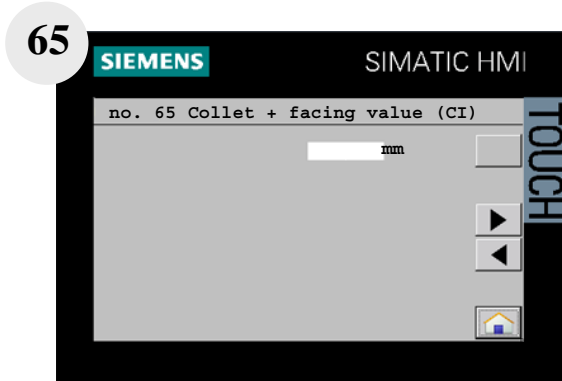 65
SIEMENS
SIMATIC HMI
no. 65 Collet + facing value (CI)
mm
TOUCH